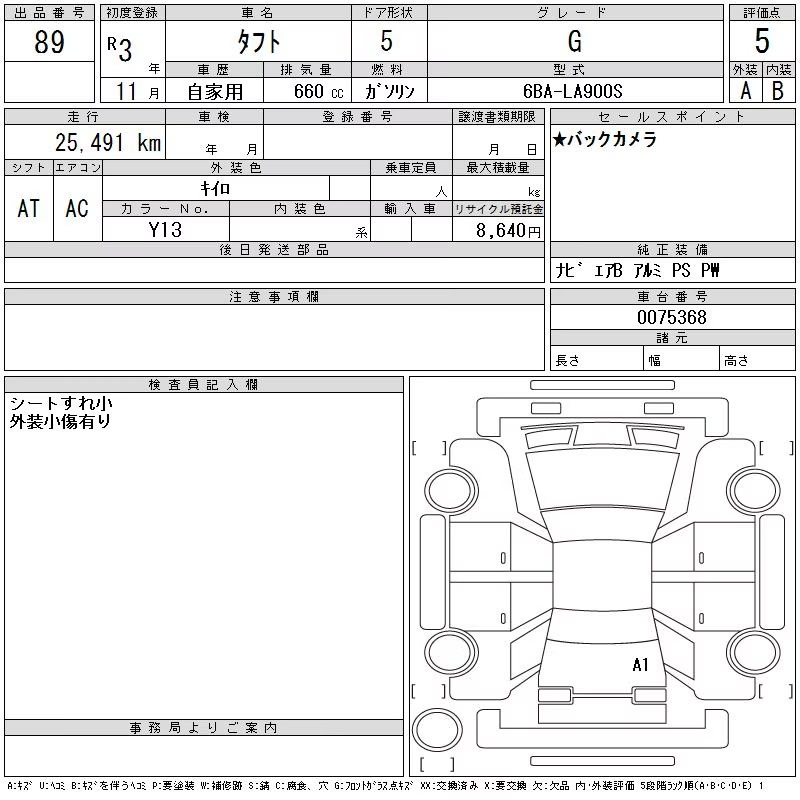 出品番号 初度登録 車名 ドア形状 グレード 評価点
89 R 3 年 ﾀﾌﾄ 5 G 5
車歴 排気量 燃料 型式 外装 内装
11 月 自家用 660 CC ｶﾞｿﾘﾝ 6BA-LA900S A B
走行 車検 登録番号 譲渡書類期限 セールスポイント
25,491 km 年 月 月 日 ★バックカメラ
シフト エアコン 外装色 乗車定員 最大積載量
AT AC ｷｲﾛ 人 kg
カラーNo. 内装色 輸入車 リサイクル預託金
Y13 系 8,640円
後日発送部品 純正装備
ﾅﾋﾞ ｴｱB ｱﾙﾐ PS PW
注意事項欄 車台番号
0075368
諸元
長さ 幅 高さ
検査員記入欄
シートすれ小
外装小傷有り
[ ] [ ]
A1
[ ] [ ]
[ ]
事務局よりご案内
A:ｷｽﾞ U:ﾍｺﾐ B:ｷｽﾞを伴うﾍｺﾐ P:要塗装 W:補修跡 S:錆 C:腐食、穴 G:ﾌﾛﾝﾄｶﾞﾗｽ点ｷｽﾞ XX:交換済み X:要交換 欠:欠品 内･外装評価 5段階ﾗﾝｸ順(A･B･C･D･E) 1